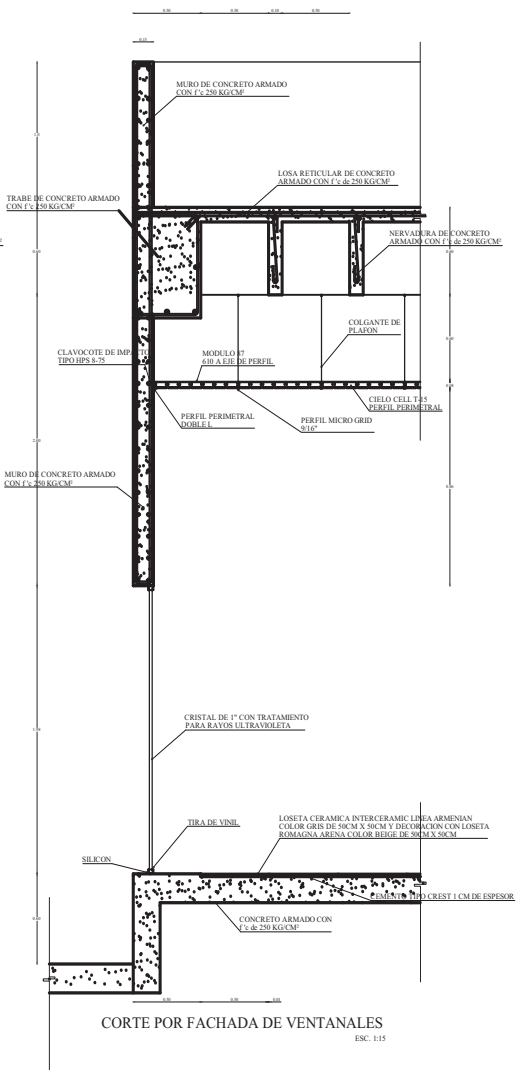 0.15
MURO DE CONCRETO ARMADO
CON f'c 250 KG/CM²
LOSA RETICULAR DE CONCRETO
ARMADO CON f'c de 250 KG/CM²
TRABE DE CONCRETO ARMADO
CON f'c 250 KG/CM²
NERVADURA DE CONCRETO
ARMADO CON f'c de 250 KG/CM²
COLGANTE DE
PLAFON
CLAVOCOTE DE IMPACTO
TIPO HPS 8-75
MODULO 87
610 A EJE DE PERFIL
CIELO CELL T-15
PERFIL PERIMETRAL
PERFIL PERIMETRAL
DOBLE L
PERFIL MICRO GRID
9/16"
MURO DE CONCRETO ARMADO
CON f'c 250 KG/CM²
CRISTAL DE 1" CON TRATAMIENTO
PARA RAYOS ULTRAVIOLETA
TIRA DE VINIL
LOSETA CERAMICA INTERCERAMIC LINEA ARMENIAN
COLOR GRIS DE 50CM X 50CM Y DECORACION CON LOSETA
ROMAGNA ARENA COLOR BEIGE DE 50CM X 50CM
SILICON
CEMENTO TIPO CREST 1 CM DE ESPESOR
CONCRETO ARMADO CON
f'c de 250 KG/CM²
CORTE POR FACHADA DE VENTANALES
ESC. 1:15